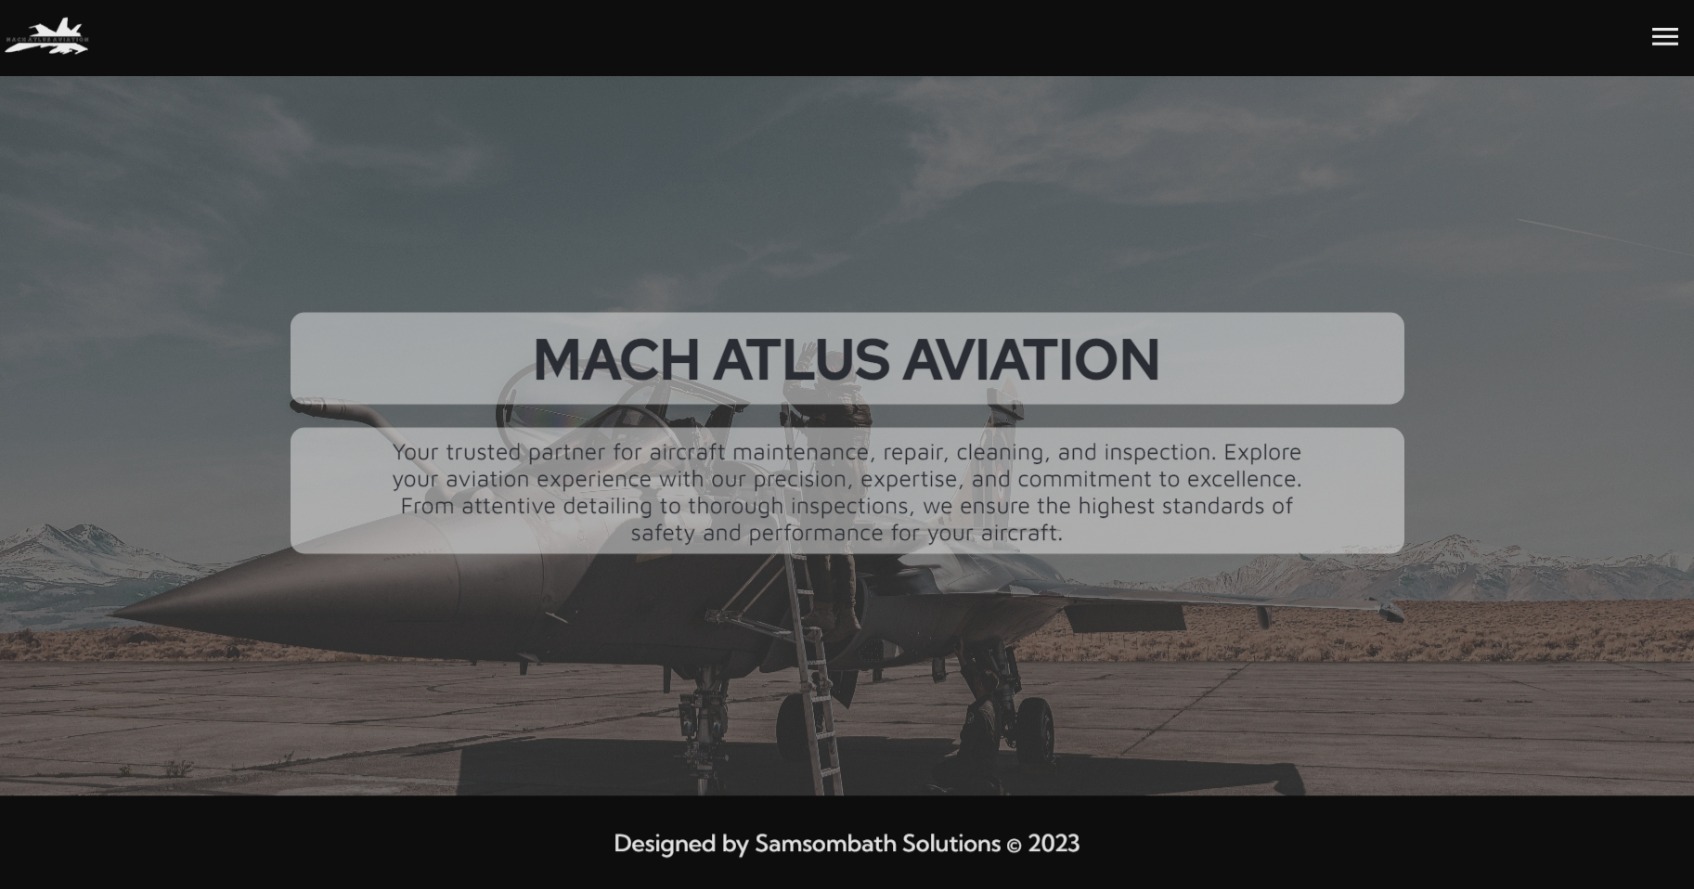 MACH ATLUS AVIATION
MACH ATLUS AVIATION
Your trusted partner for aircraft maintenance, repair, cleaning, and inspection. Explore
your aviation experience with our precision, expertise, and commitment to excellence.
From attentive detailing to thorough inspections, we ensure the highest standards of
safety and performance for your aircraft.
Designed by Samsombath Solutions © 2023